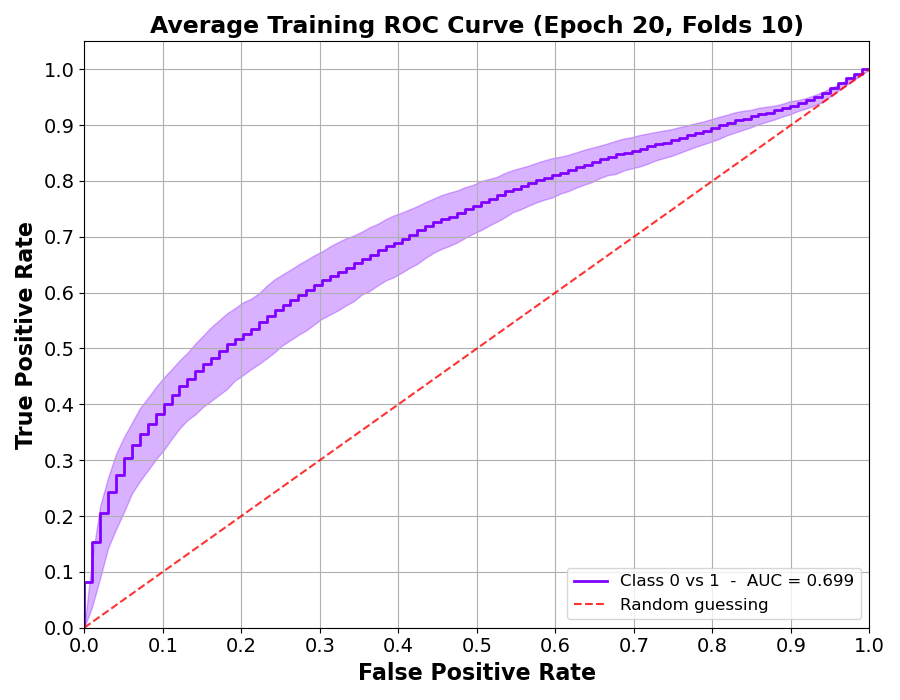 Average Training ROC Curve (Epoch 20, Folds 10)
True Positive Rate
1.0
0.9
0.8
0.7
0.6
0.5
0.4
0.3
0.2
0.1
0.0
Class 0 vs 1  -  AUC = 0.699
Random guessing
0.0 0.1 0.2 0.3 0.4 0.5 0.6 0.7 0.8 0.9 1.0
False Positive Rate